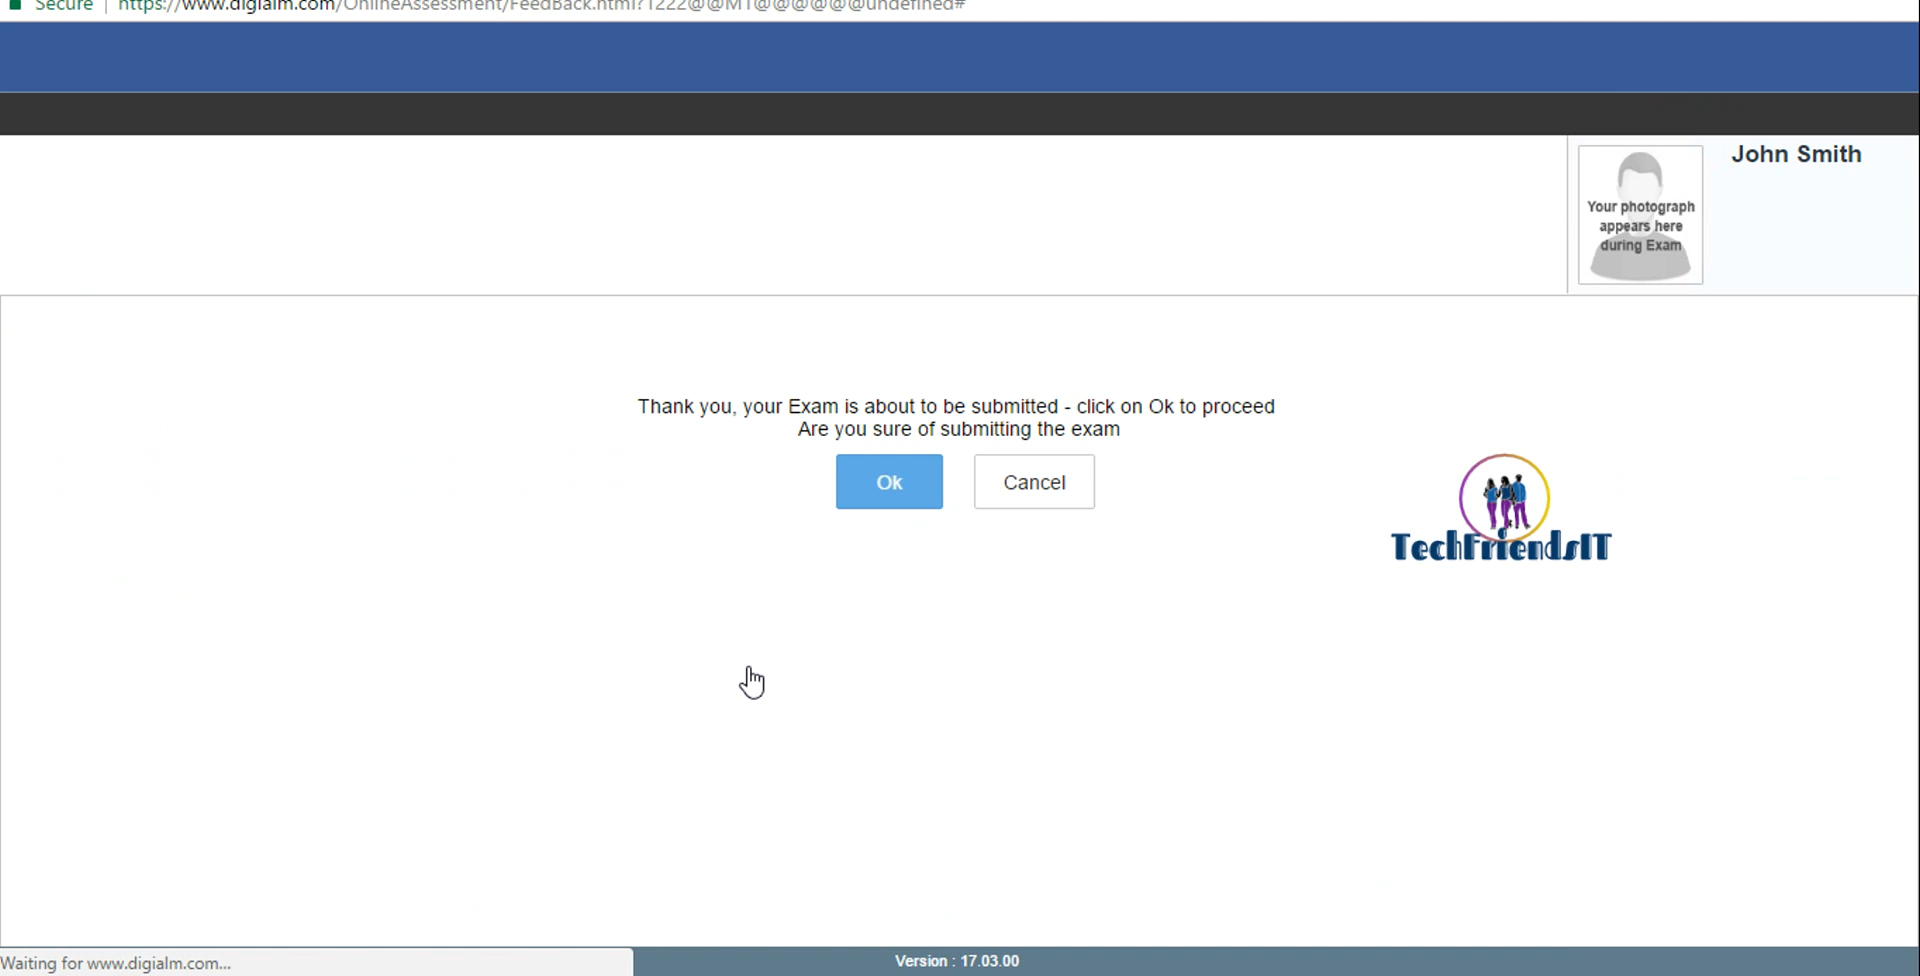 Secure | https://www.digialm.com/OnlineAssessment/FeedBack.html?1222@@M1@@@@@@undefined#
John Smith
Your photograph
appears here
during Exam
Thank you, your Exam is about to be submitted - click on Ok to proceed
Are you sure of submitting the exam
Ok
Cancel
TechFriendsIT
Waiting for www.digialm.com...
Version : 17.03.00